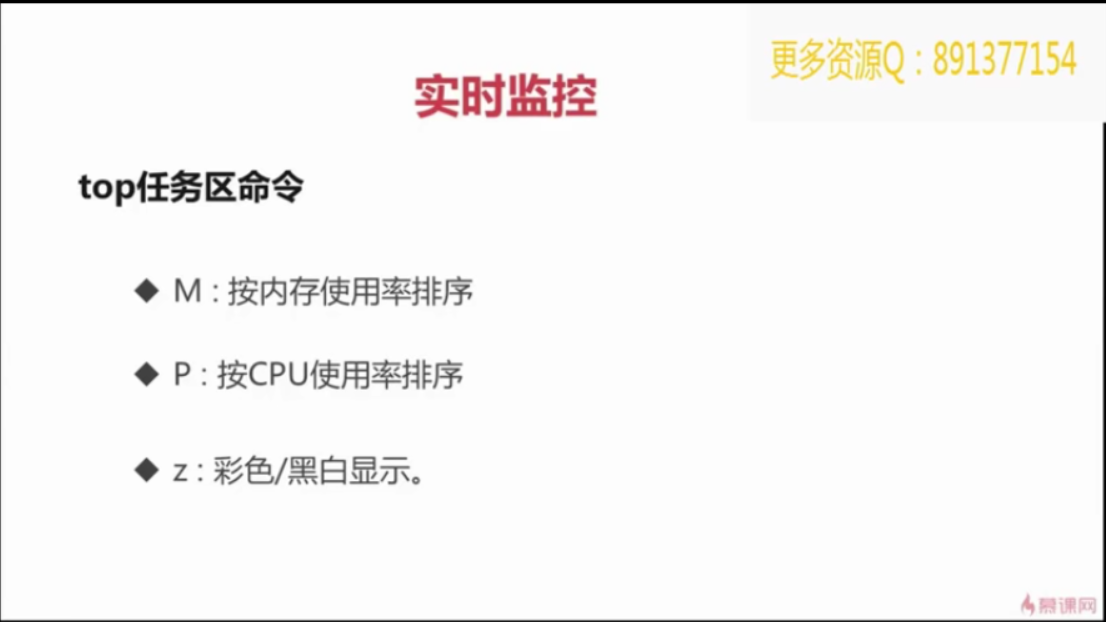 更多资源Q：891377154
实时监控
top任务区命令
◆ M : 按内存使用率排序
◆ P : 按CPU使用率排序
◆ z : 彩色/黑白显示。
慕课网